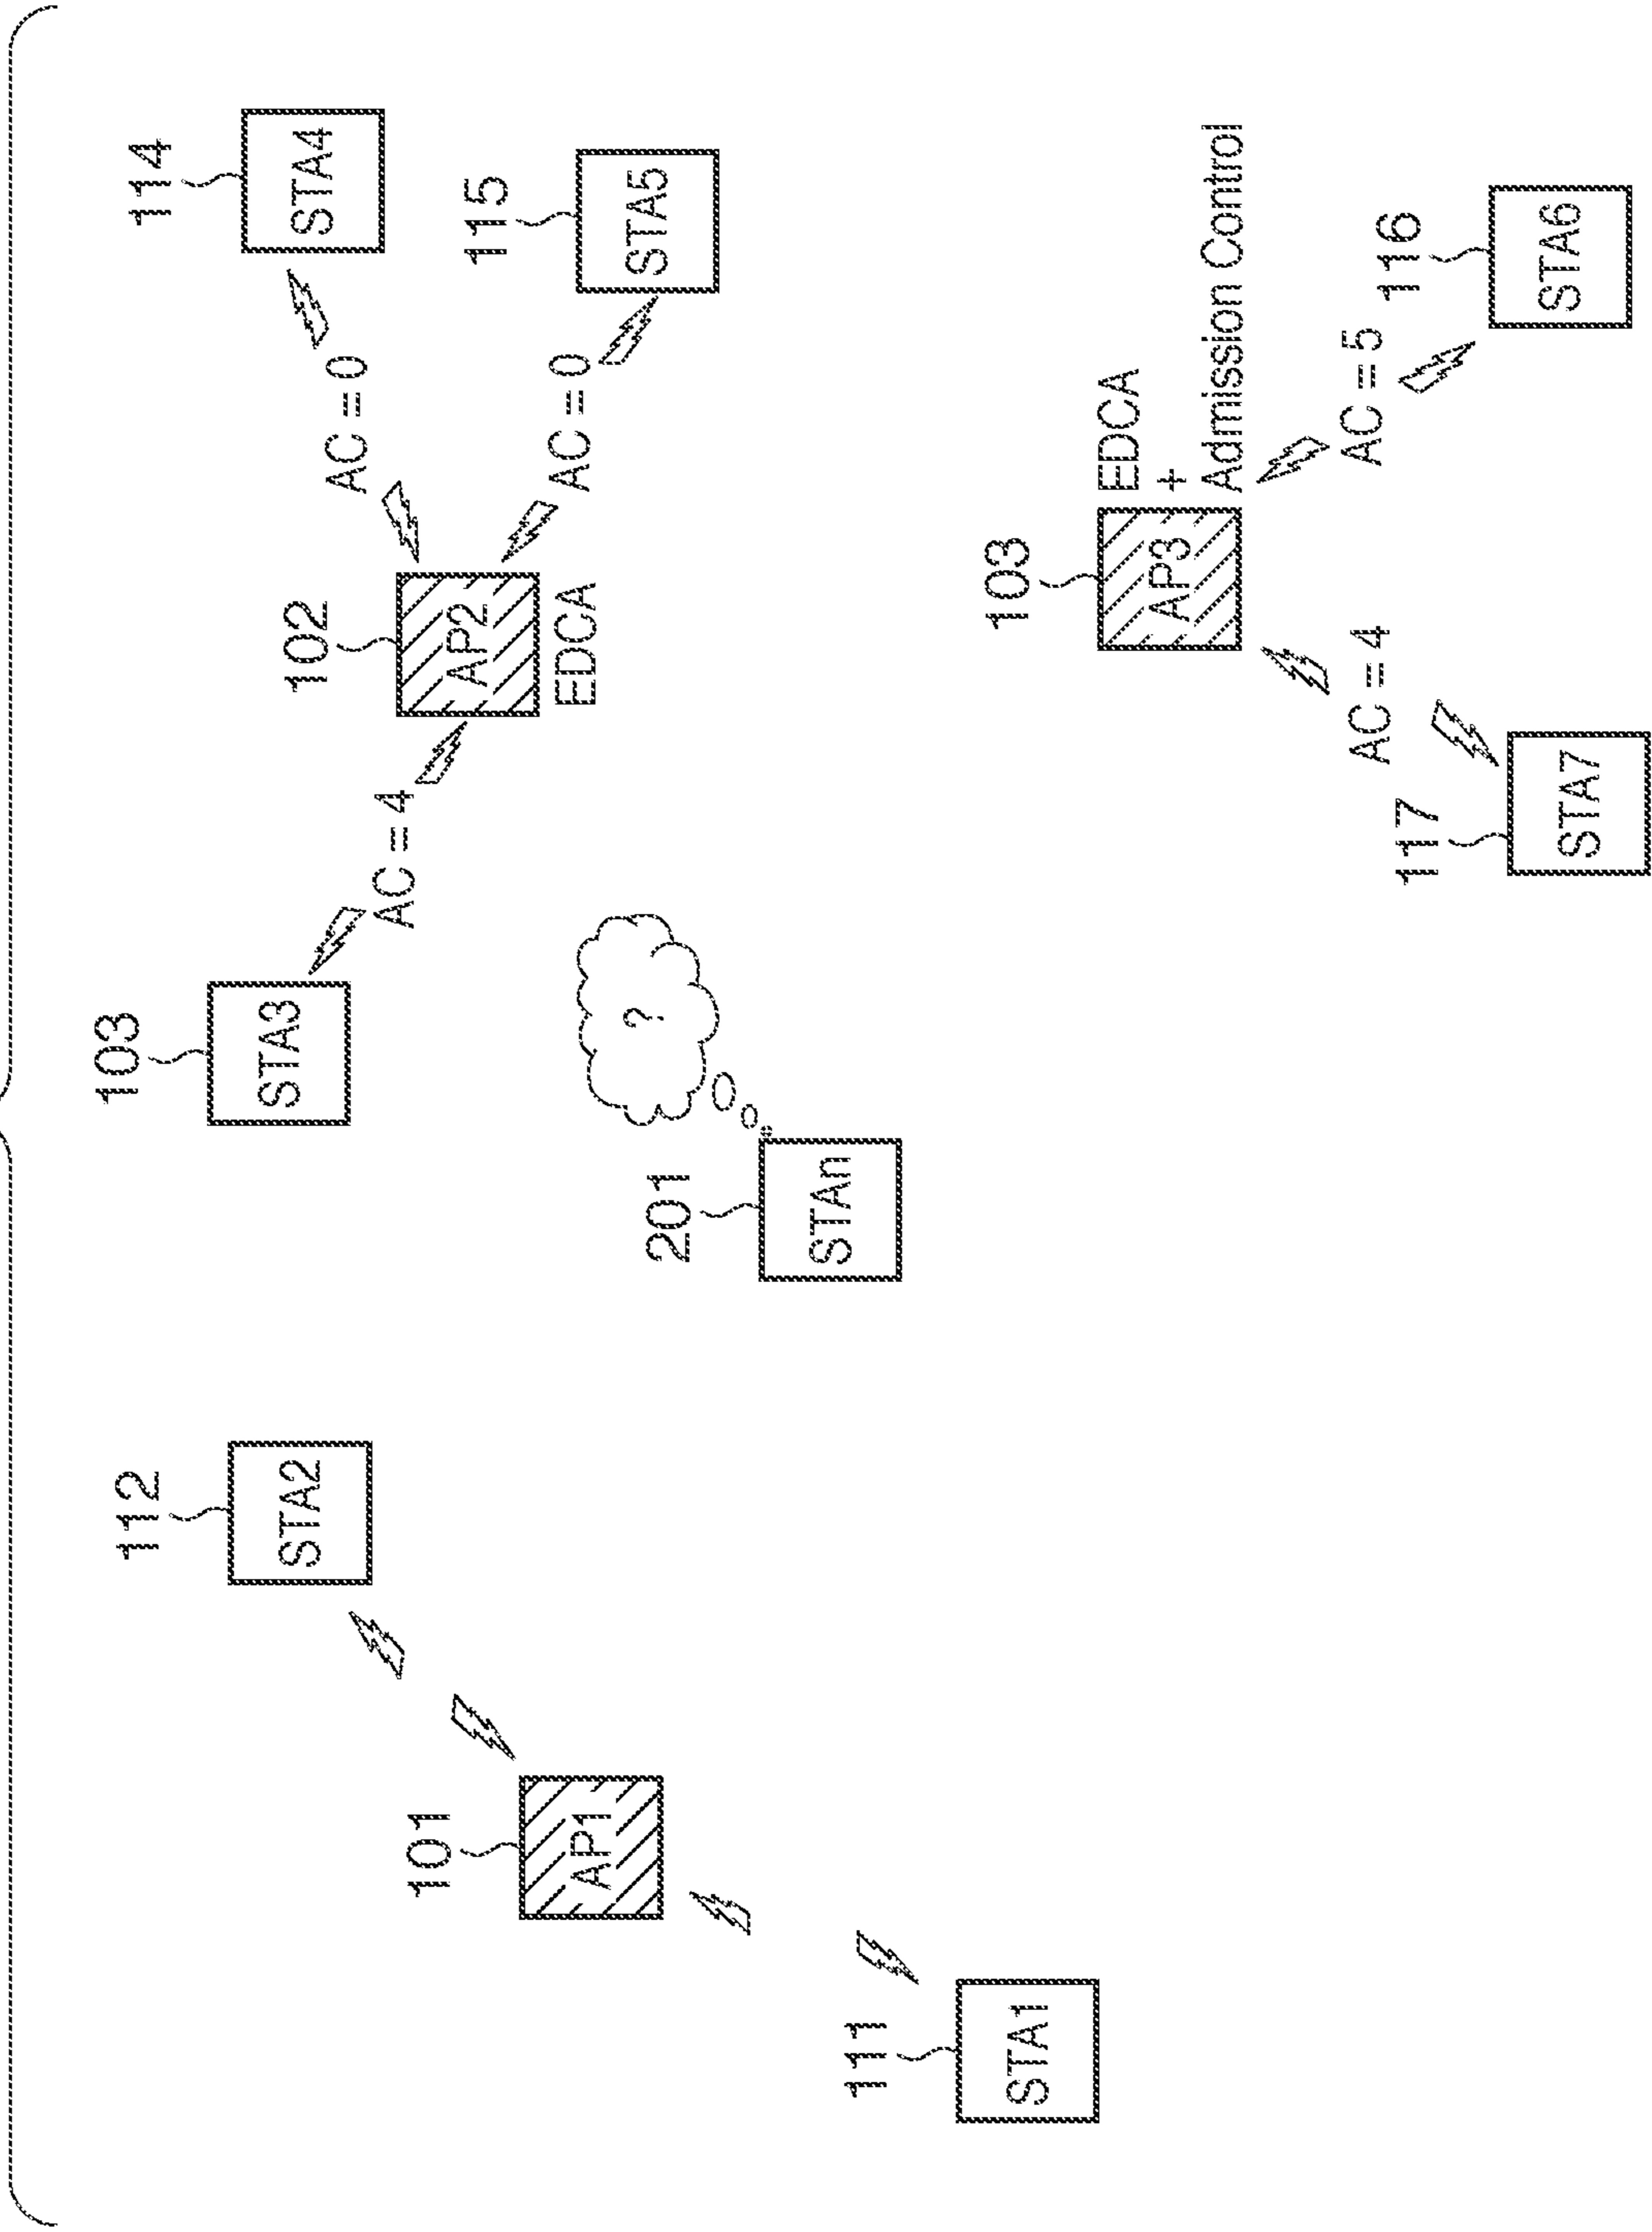 112
STA2
101
AP1
111
STA1
103
STA3
AC = 4
102
AP2
EDCA
AC = 0
114
STA4
AC = 0
115
STA5
201
STAn
?
103
AP3
EDCA
+
Admission Control
AC = 4
117
STA7
AC = 5
116
STA6